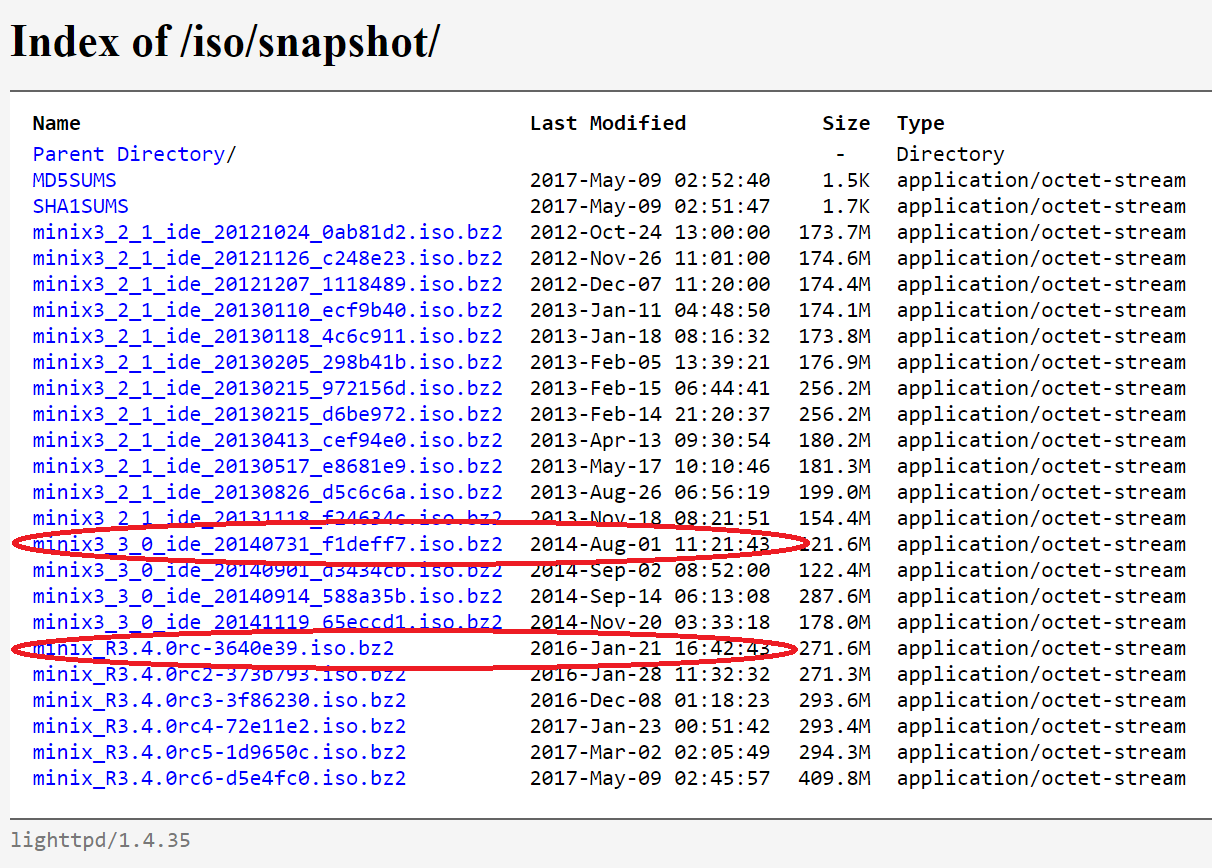 Index of /iso/snapshot/
Name Last Modified Size Type
Parent Directory/ - Directory
MD5SUMS 2017-May-09 02:52:40 1.5K application/octet-stream
SHA1SUMS 2017-May-09 02:51:47 1.7K application/octet-stream
minix3_2_1_ide_20121024_0ab81d2.iso.bz2 2012-Oct-24 13:00:00 173.7M application/octet-stream
minix3_2_1_ide_20121126_c248e23.iso.bz2 2012-Nov-26 11:01:00 174.6M application/octet-stream
minix3_2_1_ide_20121207_1118489.iso.bz2 2012-Dec-07 11:20:00 174.4M application/octet-stream
minix3_2_1_ide_20130110_ecf9b40.iso.bz2 2013-Jan-11 04:48:50 174.1M application/octet-stream
minix3_2_1_ide_20130118_4c6c911.iso.bz2 2013-Jan-18 08:16:32 173.8M application/octet-stream
minix3_2_1_ide_20130205_298b41b.iso.bz2 2013-Feb-05 13:39:21 176.9M application/octet-stream
minix3_2_1_ide_20130215_972156d.iso.bz2 2013-Feb-15 06:44:41 256.2M application/octet-stream
minix3_2_1_ide_20130215_d6be972.iso.bz2 2013-Feb-14 21:20:37 256.2M application/octet-stream
minix3_2_1_ide_20130413_cef94e0.iso.bz2 2013-Apr-13 09:30:54 180.2M application/octet-stream
minix3_2_1_ide_20130517_e8681e9.iso.bz2 2013-May-17 10:10:46 181.3M application/octet-stream
minix3_2_1_ide_20130826_d5c6c6a.iso.bz2 2013-Aug-26 06:56:19 199.0M application/octet-stream
minix3_2_1_ide_20131118_f24634c.iso.bz2 2013-Nov-18 08:21:51 154.4M application/octet-stream
minix3_3_0_ide_20140731_f1deff7.iso.bz2 2014-Aug-01 11:21:43 application/octet-stream
minix3_3_0_ide_20140901_d3434cb.iso.bz2 2014-Sep-02 08:52:00 122.4M application/octet-stream
minix3_3_0_ide_20140914_588a35b.iso.bz2 2014-Sep-14 06:13:08 287.6M application/octet-stream
minix3_3_0_ide_20141119_65eccd1.iso.bz2 2014-Nov-20 03:33:18 178.0M application/octet-stream
minix_R3.4.0rc-3640e39.iso.bz2 2016-Jan-21 16:42:43 271.6M application/octet-stream
minix_R3.4.0rc2-373b793.iso.bz2 2016-Jan-28 11:32:32 271.3M application/octet-stream
minix_R3.4.0rc3-3f86230.iso.bz2 2016-Dec-08 01:18:23 293.6M application/octet-stream
minix_R3.4.0rc4-72e11e2.iso.bz2 2017-Jan-23 00:51:42 293.4M application/octet-stream
minix_R3.4.0rc5-1d9650c.iso.bz2 2017-Mar-02 02:05:49 294.3M application/octet-stream
minix_R3.4.0rc6-d5e4fc0.iso.bz2 2017-May-09 02:45:57 409.8M application/octet-stream
lighttpd/1.4.35